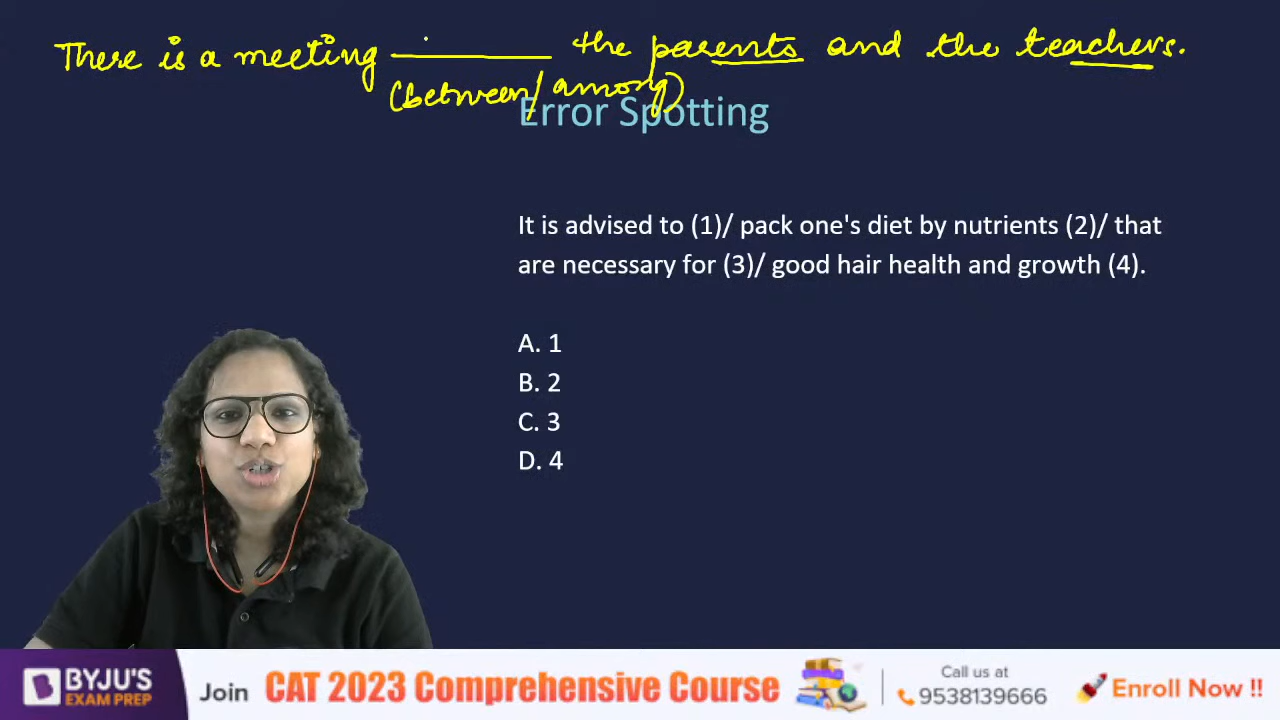 There is a meeting ______ the parents and the teachers.
(between/among)
Error Spotting
It is advised to (1)/ pack one's diet by nutrients (2)/ that
are necessary for (3)/ good hair health and growth (4).
A. 1
B. 2
C. 3
D. 4
BYJU'S
EXAM PREP
Join CAT 2023 Comprehensive Course
Call us at
9538139666
Enroll Now !!